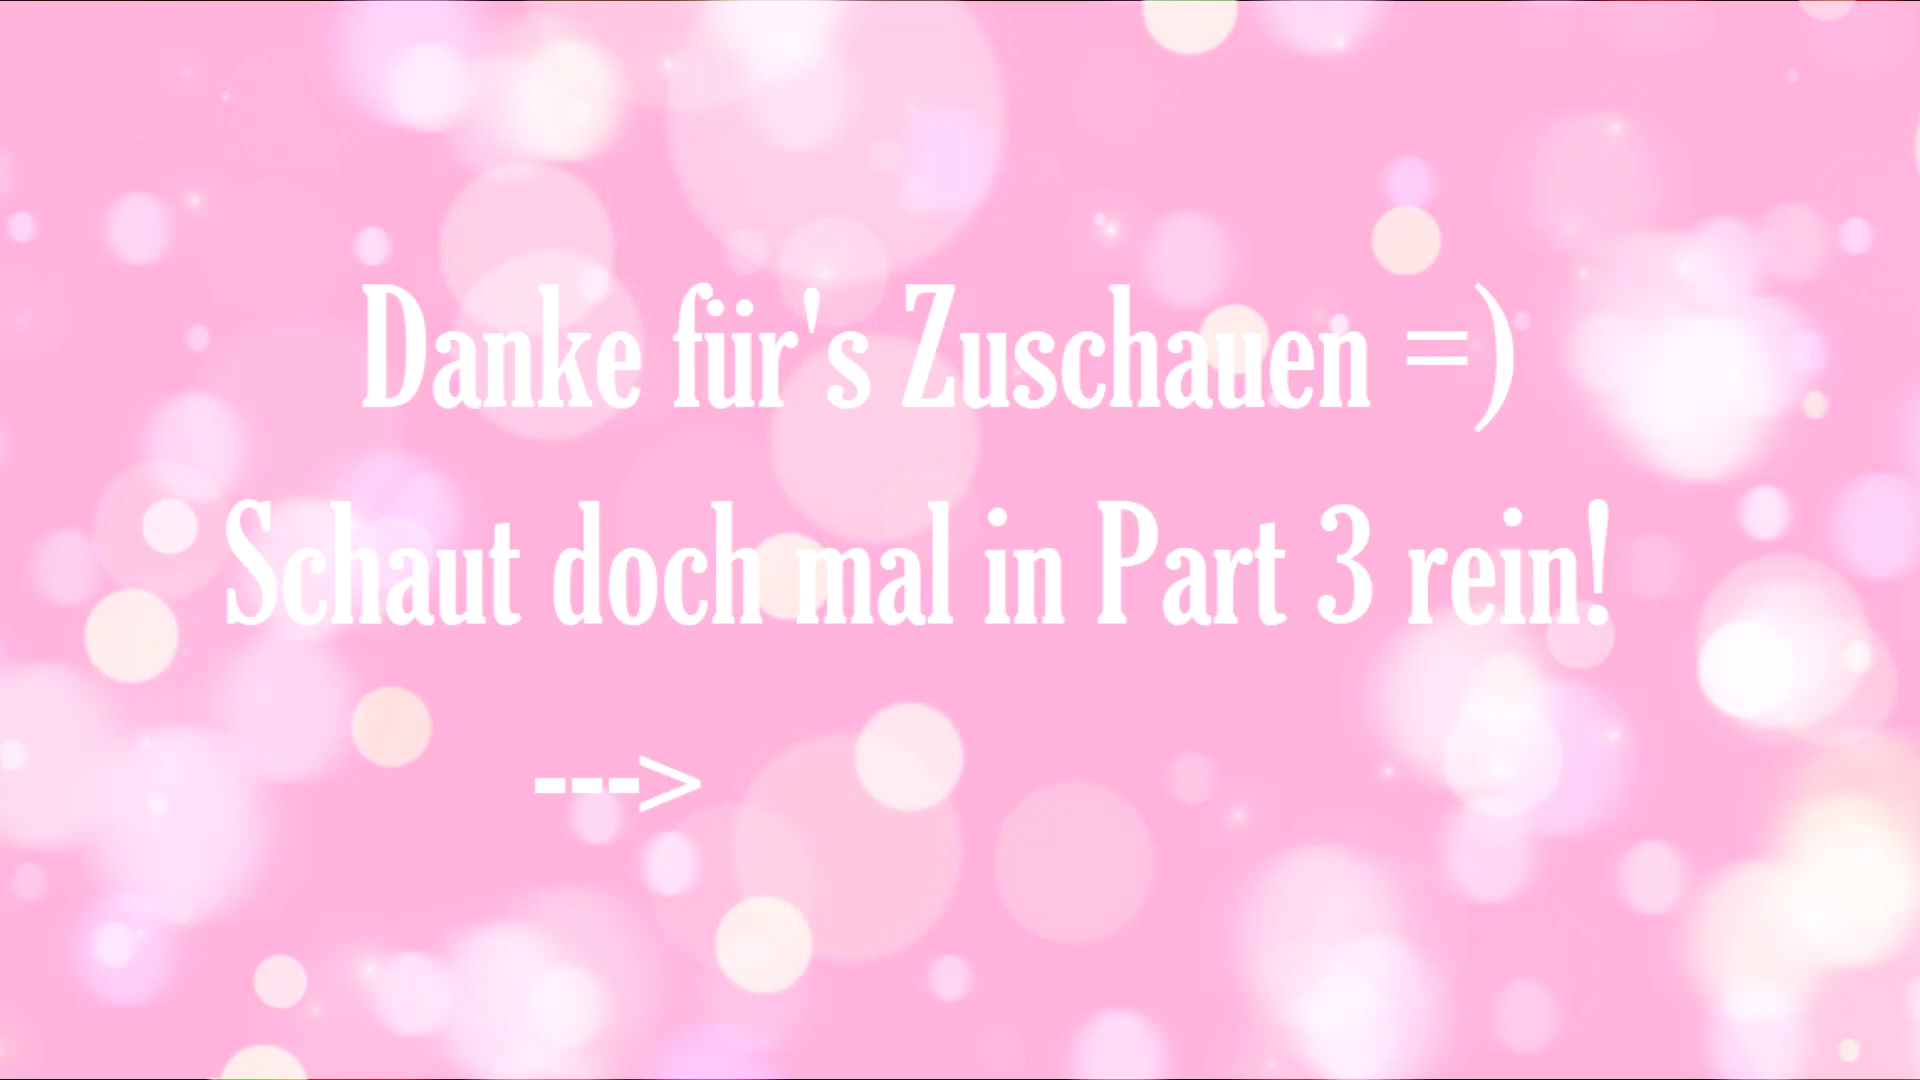 Danke für's Zuschauen =)
Schaut doch mal in Part 3 rein!
--->